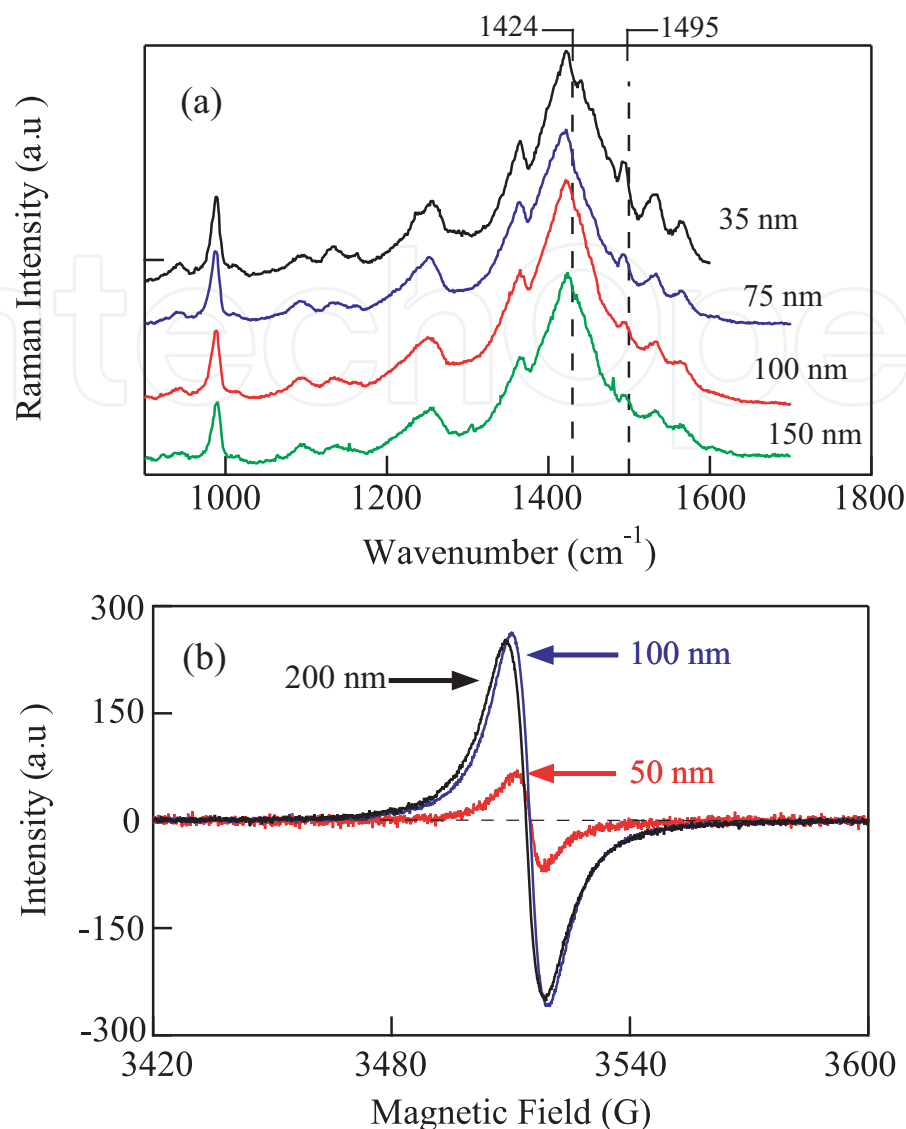 1424 1495
(a)
Raman Intensity (a.u)
35 nm
75 nm
100 nm
150 nm
1000 1200 1400 1600 1800
Wavenumber (cm⁻¹)
300
150
0
-150
-300
(b)
Intensity (a.u)
200 nm
100 nm
50 nm
3420 3480 3540 3600
Magnetic Field (G)